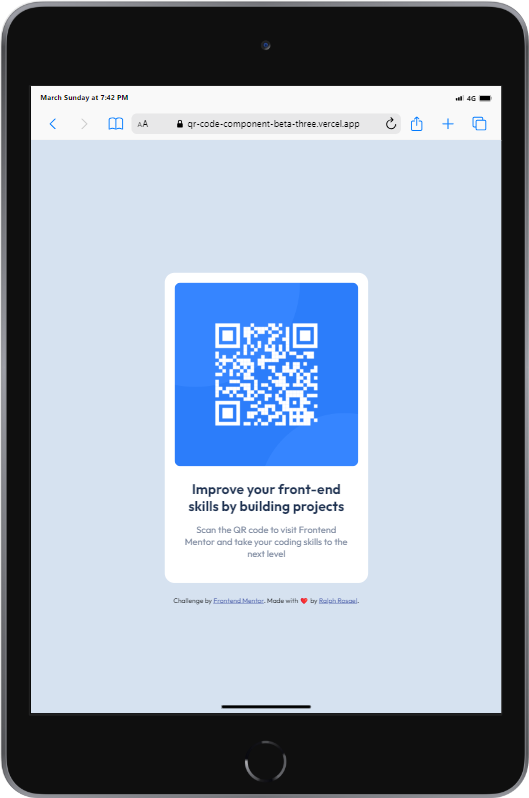 March Sunday at 7:42 PM
4G
AA
qr-code-component-beta-three.vercel.app
Improve your front-end
skills by building projects
Scan the QR code to visit Frontend
Mentor and take your coding skills to the
next level
Challenge by Frontend Mentor. Made with ❤️ by Ralph Rosael.